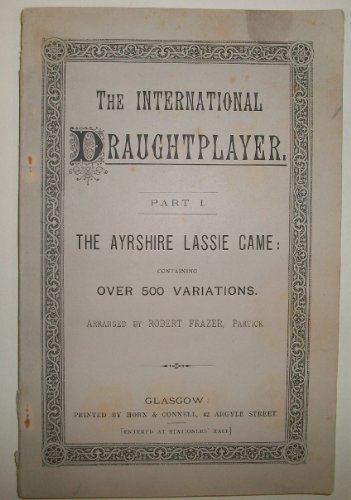 The INTERNATIONAL
DRAUGHTPLAYER.
PART I.
THE AYRSHIRE LASSIE GAME:
CONTAINING
OVER 500 VARIATIONS.
ARRANGED BY ROBERT FRAZER, PARTICK.
GLASGOW:
PRINTED BY HORN & CONNELL, 42 ARGYLE STREET.
[ENTERED AT STATIONERS' HALL]